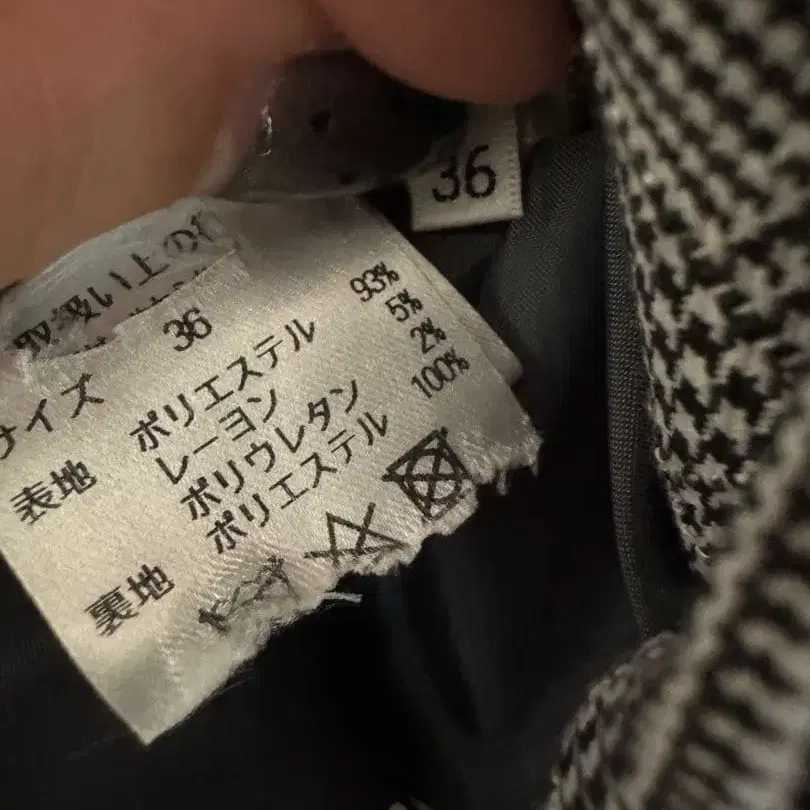 36
取扱い上の
サイズ 36
表地 ポリエステル 93%
レーヨン 5%
ポリウレタン 2%
裏地 ポリエステル 100%